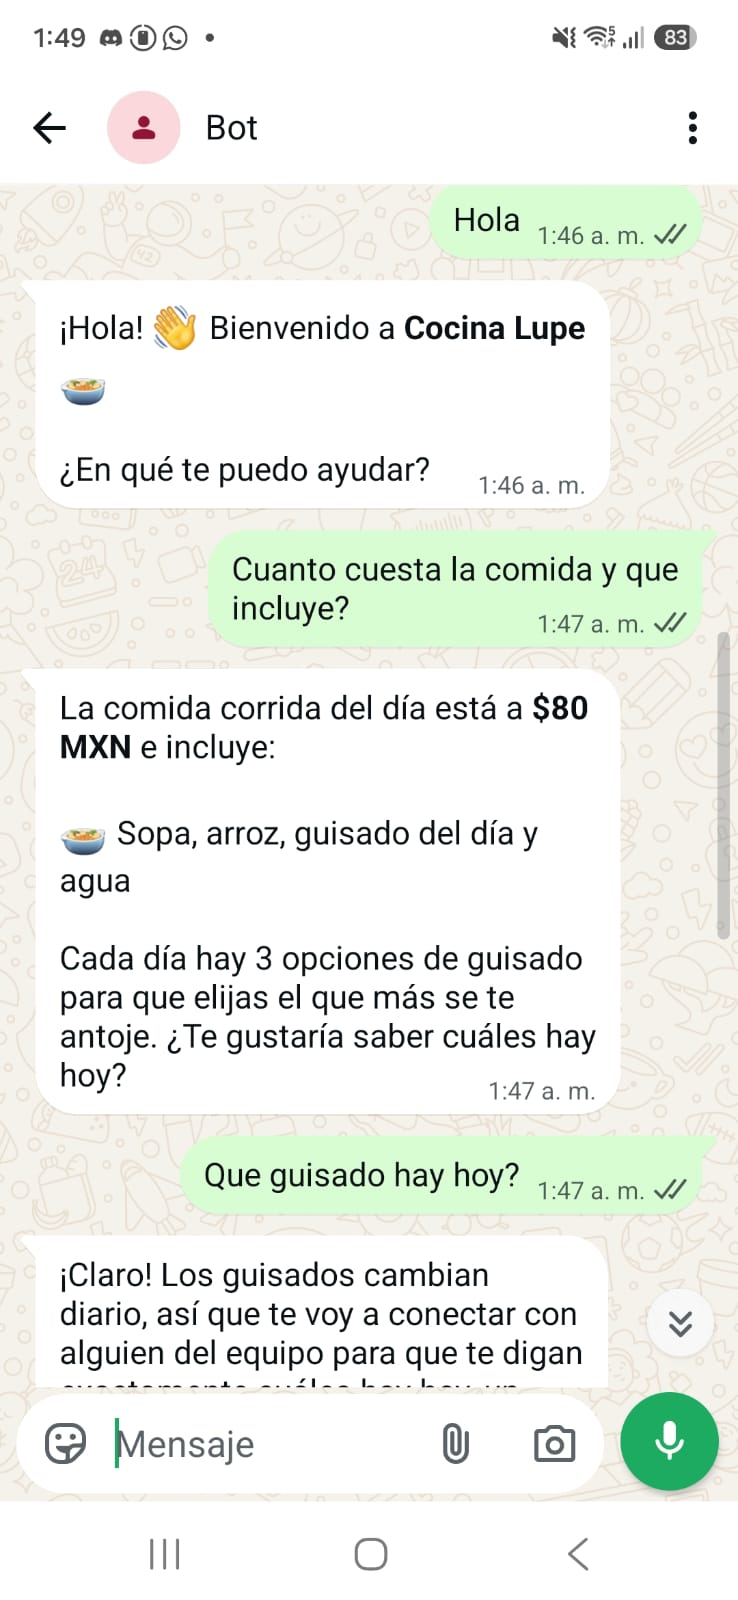 1:49
83
Bot
Hola 1:46 a. m.
¡Hola! 👋 Bienvenido a Cocina Lupe
🍲
¿En qué te puedo ayudar? 1:46 a. m.
Cuanto cuesta la comida y que
incluye? 1:47 a. m.
La comida corrida del día está a $80
MXN e incluye:
🍲 Sopa, arroz, guisado del día y
agua
Cada día hay 3 opciones de guisado
para que elijas el que más se te
antoje. ¿Te gustaría saber cuáles hay
hoy? 1:47 a. m.
Que guisado hay hoy? 1:47 a. m.
¡Claro! Los guisados cambian
diario, así que te voy a conectar con
alguien del equipo para que te digan
Mensaje